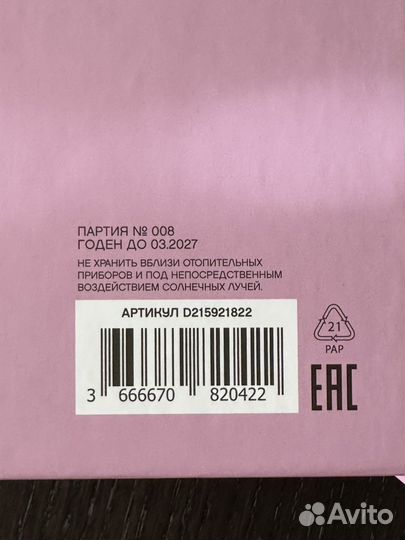 ПАРТИЯ № 008
ГОДЕН ДО 03.2027
НЕ ХРАНИТЬ ВБЛИЗИ ОТОПИТЕЛЬНЫХ
ПРИБОРОВ И ПОД НЕПОСРЕДСТВЕННЫМ
ВОЗДЕЙСТВИЕМ СОЛНЕЧНЫХ ЛУЧЕЙ.
АРТИКУЛ D215921822
3 666670 820422
21
PAP
EAC
Avito